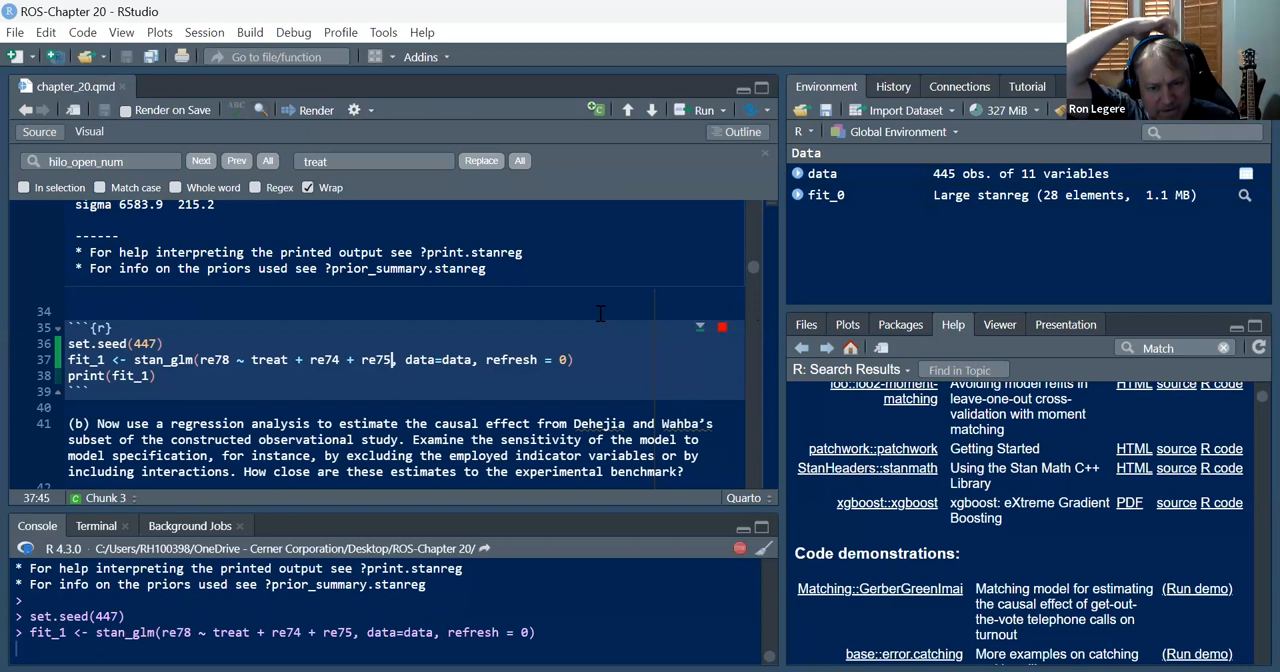 ROS-Chapter 20 - RStudio
File Edit Code View Plots Session Build Debug Profile Tools Help
Go to file/function Addins
chapter_20.qmd
Render on Save ABC Render Run
Source Visual Outline
hilo_open_num Next Prev All treat Replace All
In selection Match case Whole word Regex Wrap
sigma 6583.9 215.2
------
* For help interpreting the printed output see ?print.stanreg
* For info on the priors used see ?prior_summary.stanreg
34
35 ```{r}
36 set.seed(447)
37 fit_1 <- stan_glm(re78 ~ treat + re74 + re75, data=data, refresh = 0)
38 print(fit_1)
39 ```
40
41 (b) Now use a regression analysis to estimate the causal effect from Dehejia and Wahba's
subset of the constructed observational study. Examine the sensitivity of the model to
model specification, for instance, by excluding the employed indicator variables or by
including interactions. How close are these estimates to the experimental benchmark?
42
37:45 Chunk 3 Quarto
Console Terminal Background Jobs
R 4.3.0 · C:/Users/RH100398/OneDrive - Cerner Corporation/Desktop/ROS-Chapter 20/
* For help interpreting the printed output see ?print.stanreg
* For info on the priors used see ?prior_summary.stanreg
>
> set.seed(447)
> fit_1 <- stan_glm(re78 ~ treat + re74 + re75, data=data, refresh = 0)
Environment History Connections Tutorial
Import Dataset 327 MiB
R Global Environment
Data
data 445 obs. of 11 variables
fit_0 Large stanreg (28 elements, 1.1 MB)
Ron Legere
Files Plots Packages Help Viewer Presentation
Match
R: Search Results Find in Topic
loo::loo2-moment-matching Avoiding model refits in leave-one-out cross-validation with moment matching HTML source R code
patchwork::patchwork Getting Started HTML source R code
StanHeaders::stanmath Using the Stan Math C++ Library HTML source R code
xgboost::xgboost xgboost: eXtreme Gradient Boosting PDF source R code
Code demonstrations:
Matching::GerberGreenImai Matching model for estimating the causal effect of get-out-the-vote telephone calls on turnout (Run demo)
base::error.catching More examples on catching (Run demo)